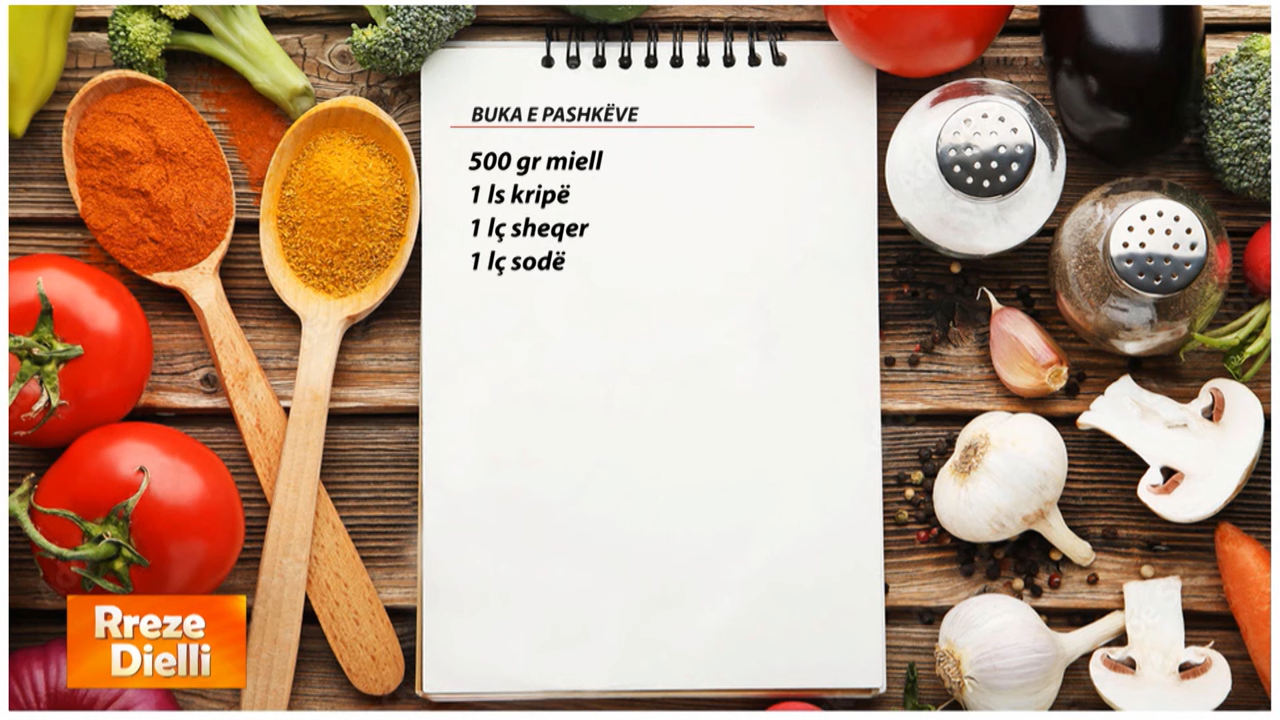 BUKA E PASHKËVE
500 gr miell
1 ls kripë
1 lç sheqer
1 lç sodë
Rreze
Dielli